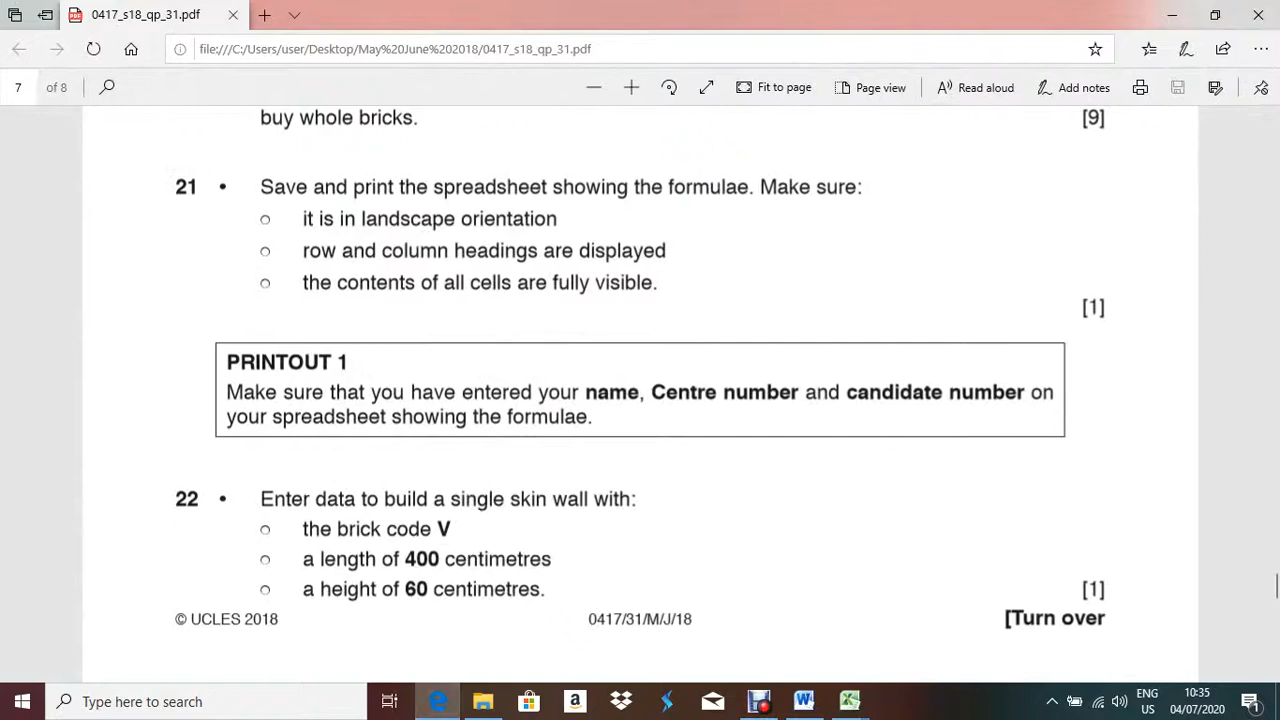 0417_s18_qp_31.pdf
file:///C:/Users/user/Desktop/May%20June%202018/0417_s18_qp_31.pdf
7 of 8 Fit to page Page view Read aloud Add notes
buy whole bricks. [9]
21 • Save and print the spreadsheet showing the formulae. Make sure:
it is in landscape orientation
row and column headings are displayed
the contents of all cells are fully visible.
[1]
PRINTOUT 1
Make sure that you have entered your name, Centre number and candidate number on
your spreadsheet showing the formulae.
22 • Enter data to build a single skin wall with:
the brick code V
a length of 400 centimetres
a height of 60 centimetres. [1]
© UCLES 2018 0417/31/M/J/18 [Turn over
Type here to search
ENG
US
10:35
04/07/2020